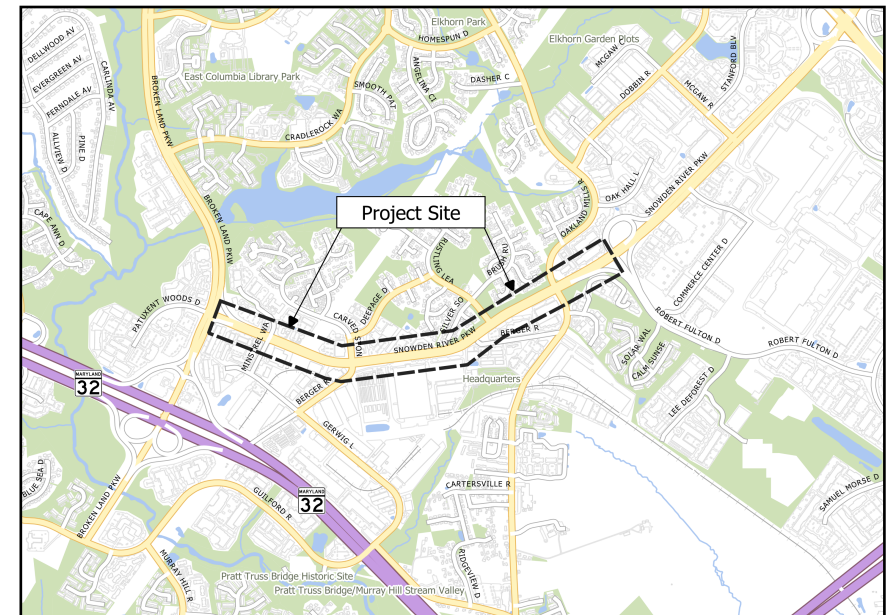 Elkhorn Park
HOMESPUN D
Elkhorn Garden Plots
DELLWOOD AV
CARLINDA AV
EVERGREEN AV
FERNDALE AV
ALLVIEW D
PINE D
CAPE ANN D
BROKEN LAND PKW
East Columbia Library Park
SMOOTH PAT
ANGELINA CI
DASHER C
MCGAW C
DOBBIN R
MCGAW R
STANFORD BLV
CRADLEROCK WA
BROKEN LAND PKW
Project Site
OAK HALL L
OAKLAND MILLS R
SNOWDEN RIVER PKW
RUSTLING LEA
BRUSH RU
COMMERCE CENTER D
PATUXENT WOODS D
MINSTREL WA
CARVED STON
DEEPAGE D
SILVER SO
SNOWDEN RIVER PKW
BERGER R
ROBERT FULTON D
ROBERT FULTON D
SOLAR WAL
CALM SUNSE
LEE DEFOREST D
Headquarters
MARYLAND
32
BERGER R
GERWIG L
BLUE SEA D
BROKEN LAND PKW
GUILFORD R
MARYLAND
32
CARTERSVILLE R
SAMUEL MORSE D
MURRAY HILL R
RIDGEVIEW D
Pratt Truss Bridge Historic Site
Pratt Truss Bridge/Murray Hill Stream Valley